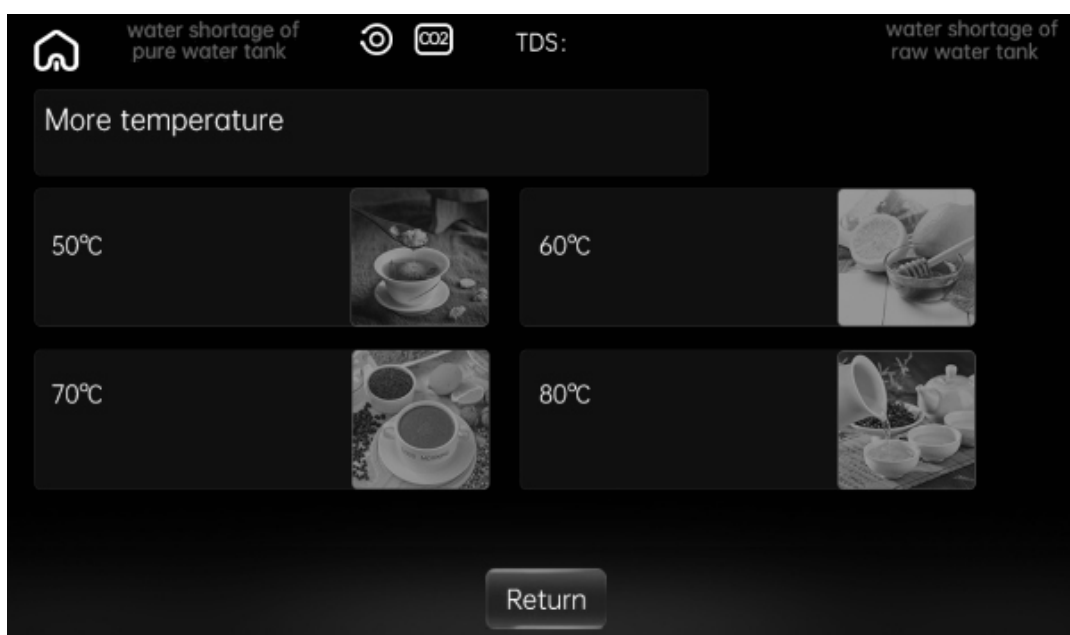 water shortage of
pure water tank
CO2
TDS:
water shortage of
raw water tank
More temperature
50℃
60℃
70℃
80℃
Return